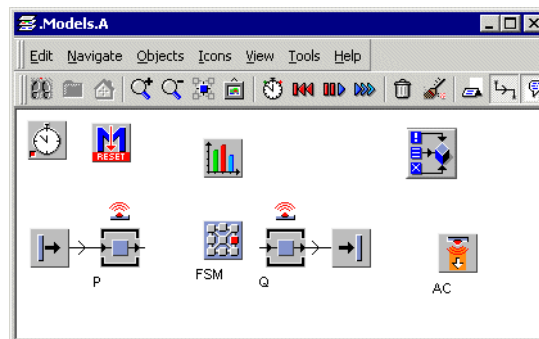 .Models.A
Edit Navigate Objects Icons View Tools Help
RESET
P
FSM
Q
AC